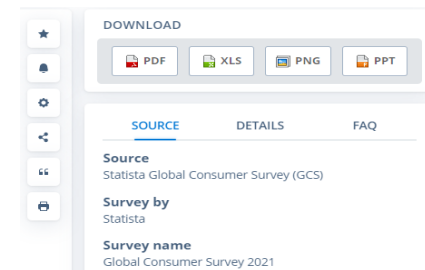 DOWNLOAD
PDF XLS PNG PPT
SOURCE DETAILS FAQ
Source
Statista Global Consumer Survey (GCS)
Survey by
Statista
Survey name
Global Consumer Survey 2021